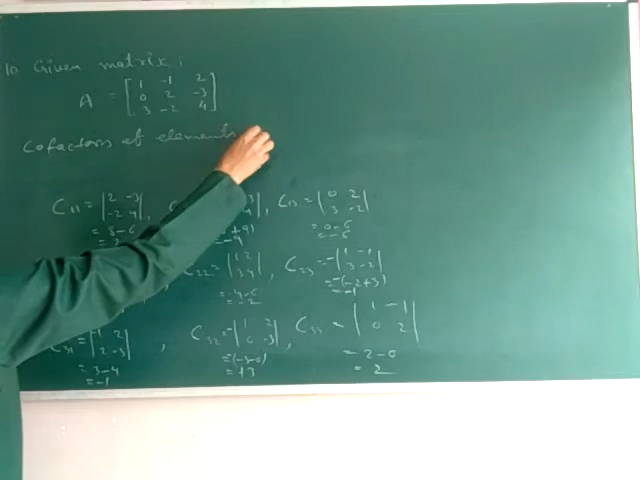 10 Given matrix,
A = [ 1 -1 2
0 2 -3
3 -2 4 ]
Cofactors of elements
C11 = | 2 -3 | , C13 = | 0 2 |
| -2 4 | | 3 -2 |
= 8-6 = 0-6
= -6
C22 = | 1 2 | , C23 = -| 1 -1 |
| 3 4 | | 3 -2 |
= 4-6 = -(-2+3)
= -2 = -1
C31 = | 1 2 | , C32 = | 1 2 | , C33 = | 1 -1 |
| 2 -3 | | 0 -3 | | 0 2 |
= 3-4 = (-3-0) = 2-0
= -1 = +3 = 2